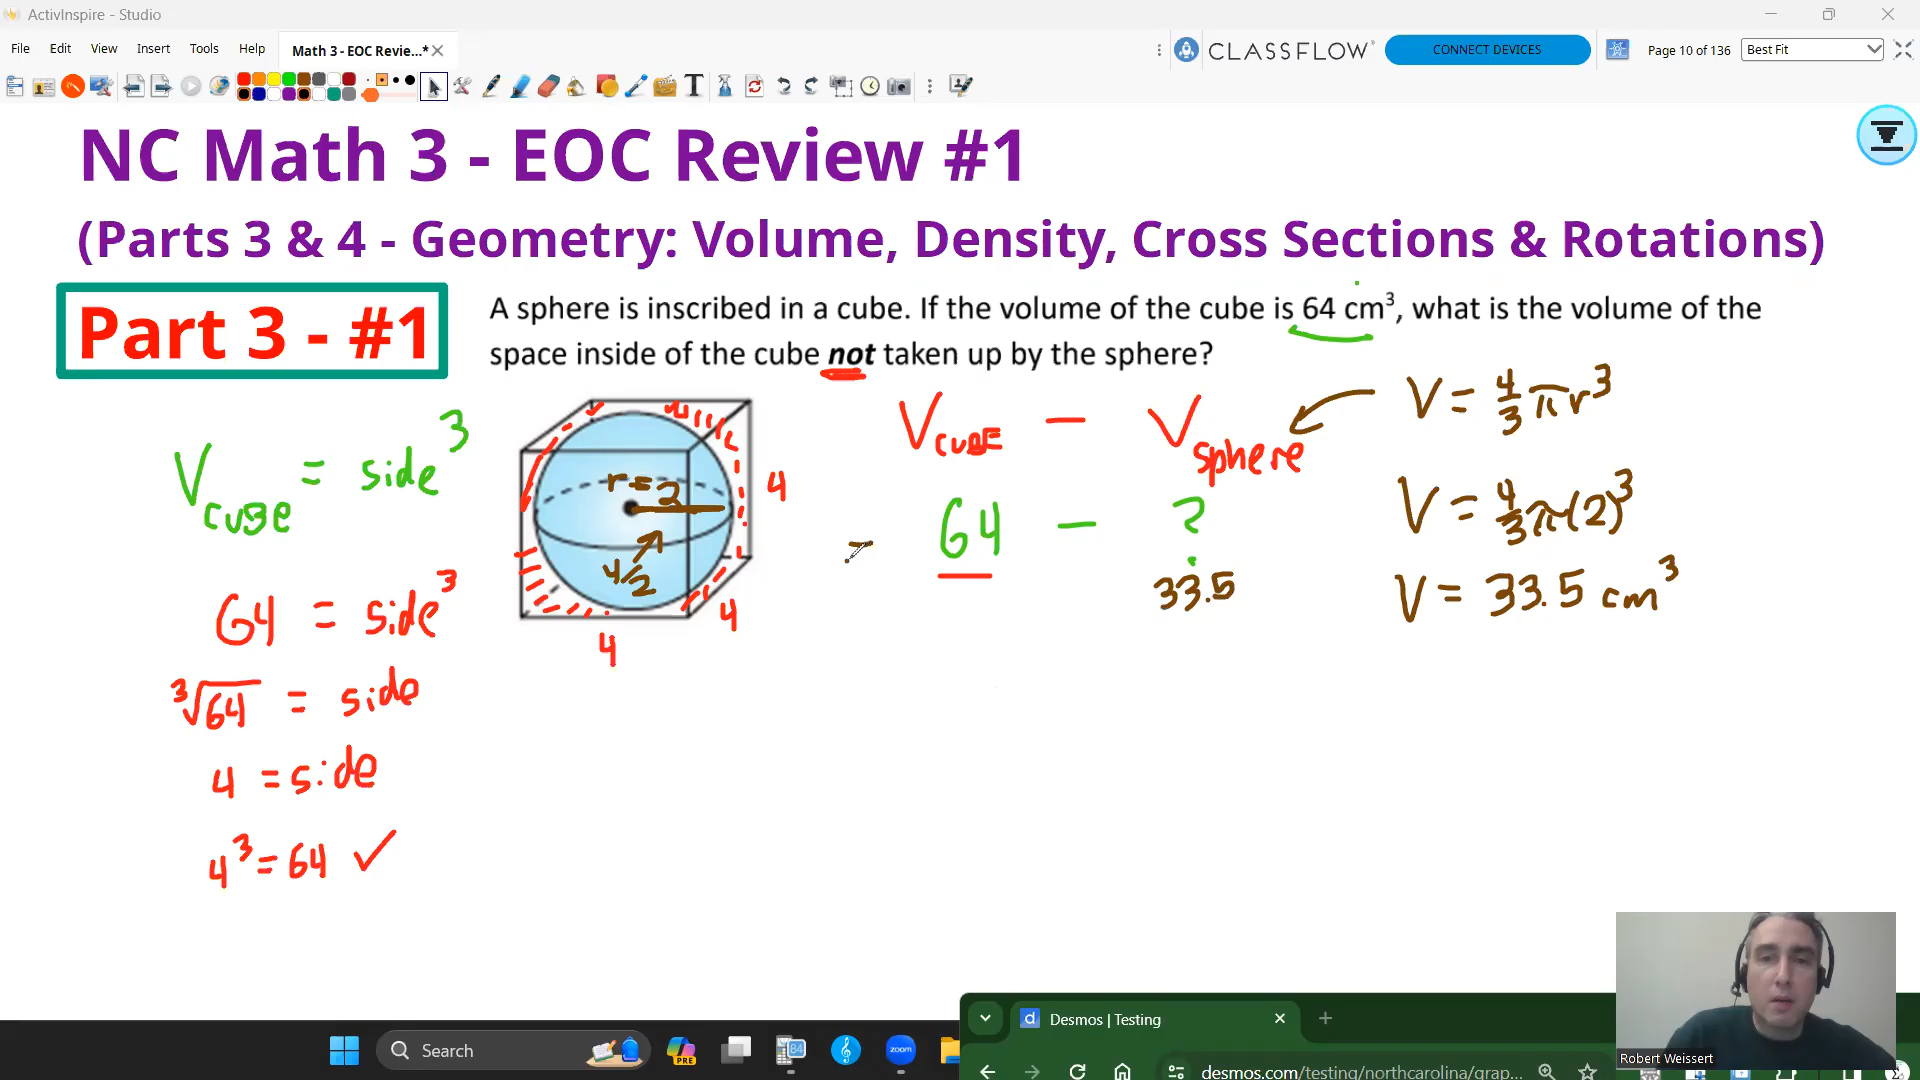 ActivInspire - Studio
File Edit View Insert Tools Help
Math 3 - EOC Revie...*
CLASSFLOW
CONNECT DEVICES
Page 10 of 136
Best Fit
NC Math 3 - EOC Review #1
(Parts 3 & 4 - Geometry: Volume, Density, Cross Sections & Rotations)
Part 3 - #1
A sphere is inscribed in a cube. If the volume of the cube is 64 cm³, what is the volume of the
space inside of the cube not taken up by the sphere?
V cube = side³
64 = side³
³√64 = side
4 = side
4³ = 64 ✓
r = 2
4/2
4
4
4
V cube − V sphere
64 − ?
33.5
V = 4/3 πr³
V = 4/3 π(2)³
V = 33.5 cm³
Robert Weissert
Search
PRE
84
zoom
Desmos | Testing
desmos.com/testing/northcarolina/grap...